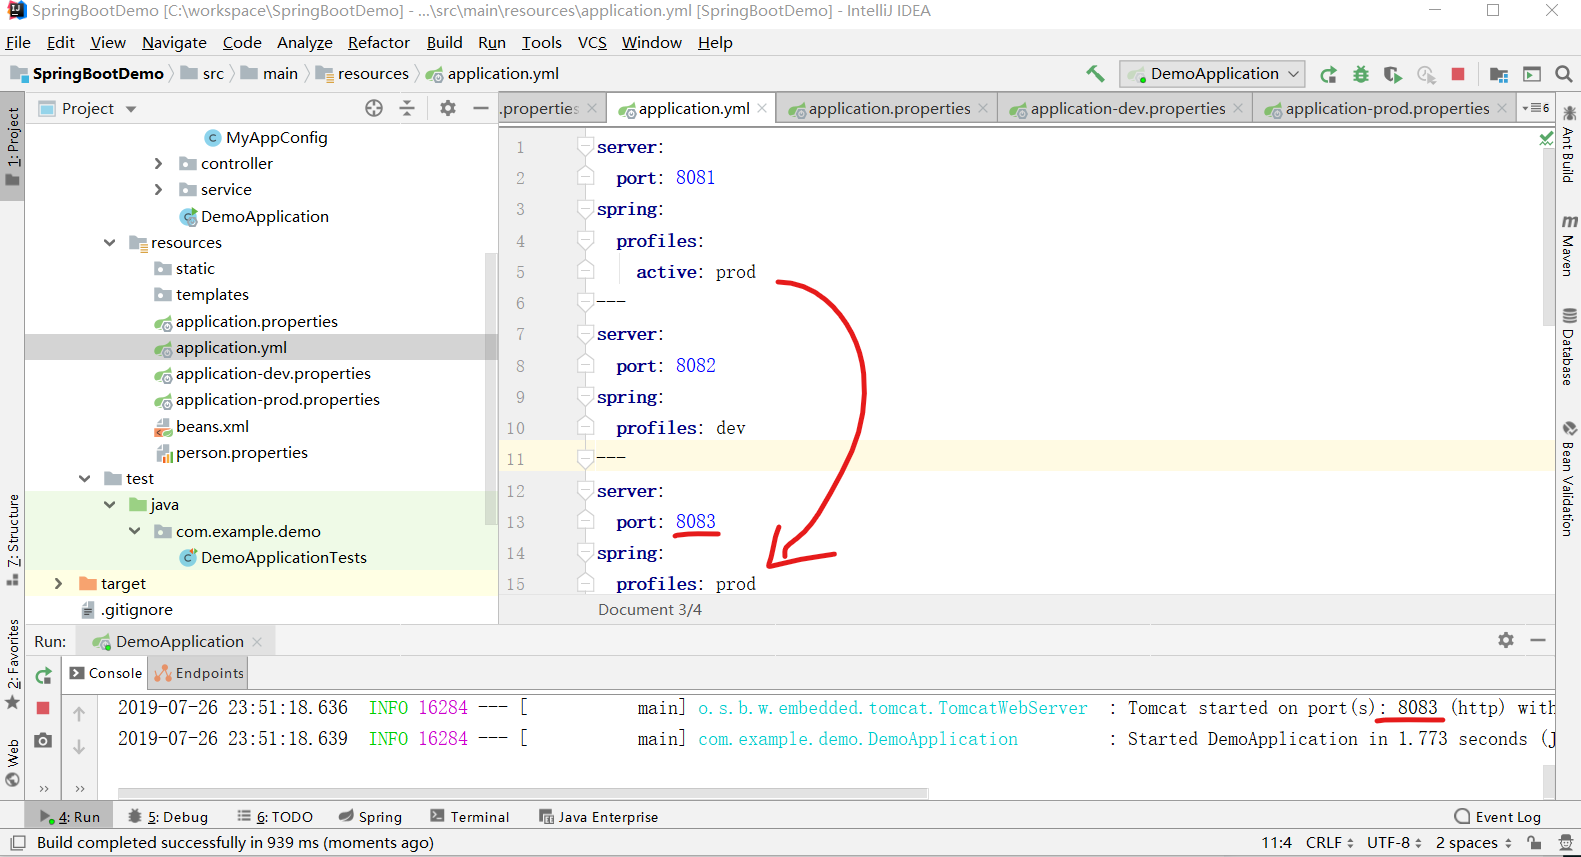 SpringBootDemo [C:\workspace\SpringBootDemo] - ...\src\main\resources\application.yml [SpringBootDemo] - IntelliJ IDEA
File Edit View Navigate Code Analyze Refactor Build Run Tools VCS Window Help
SpringBootDemo src main resources application.yml DemoApplication
Project
.properties application.yml application.properties application-dev.properties application-prod.properties 6
1: Project
7: Structure
2: Favorites
Web
MyAppConfig
controller
service
DemoApplication
resources
static
templates
application.properties
application.yml
application-dev.properties
application-prod.properties
beans.xml
person.properties
test
java
com.example.demo
DemoApplicationTests
target
.gitignore
1 server:
2 port: 8081
3 spring:
4 profiles:
5 active: prod
6 ---
7 server:
8 port: 8082
9 spring:
10 profiles: dev
11 ---
12 server:
13 port: 8083
14 spring:
15 profiles: prod
Document 3/4
Ant Build
Maven
Database
Bean Validation
Run: DemoApplication
Console Endpoints
2019-07-26 23:51:18.636 INFO 16284 --- [ main] o.s.b.w.embedded.tomcat.TomcatWebServer : Tomcat started on port(s): 8083 (http) with
2019-07-26 23:51:18.639 INFO 16284 --- [ main] com.example.demo.DemoApplication : Started DemoApplication in 1.773 seconds (J
4: Run 5: Debug 6: TODO Spring Terminal Java Enterprise Event Log
Build completed successfully in 939 ms (moments ago) 11:4 CRLF UTF-8 2 spaces